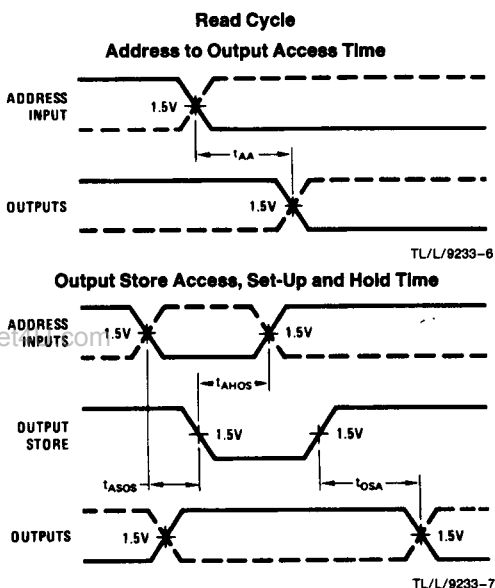 Read Cycle
Address to Output Access Time
ADDRESS
INPUT
1.5V
tAA
OUTPUTS
1.5V
TL/L/9233–6
Output Store Access, Set-Up and Hold Time
ADDRESS
INPUTS
et4U.com
1.5V
1.5V
tAHOS
OUTPUT
STORE
1.5V
1.5V
tASOS
tOSA
OUTPUTS
1.5V
1.5V
TL/L/9233–7